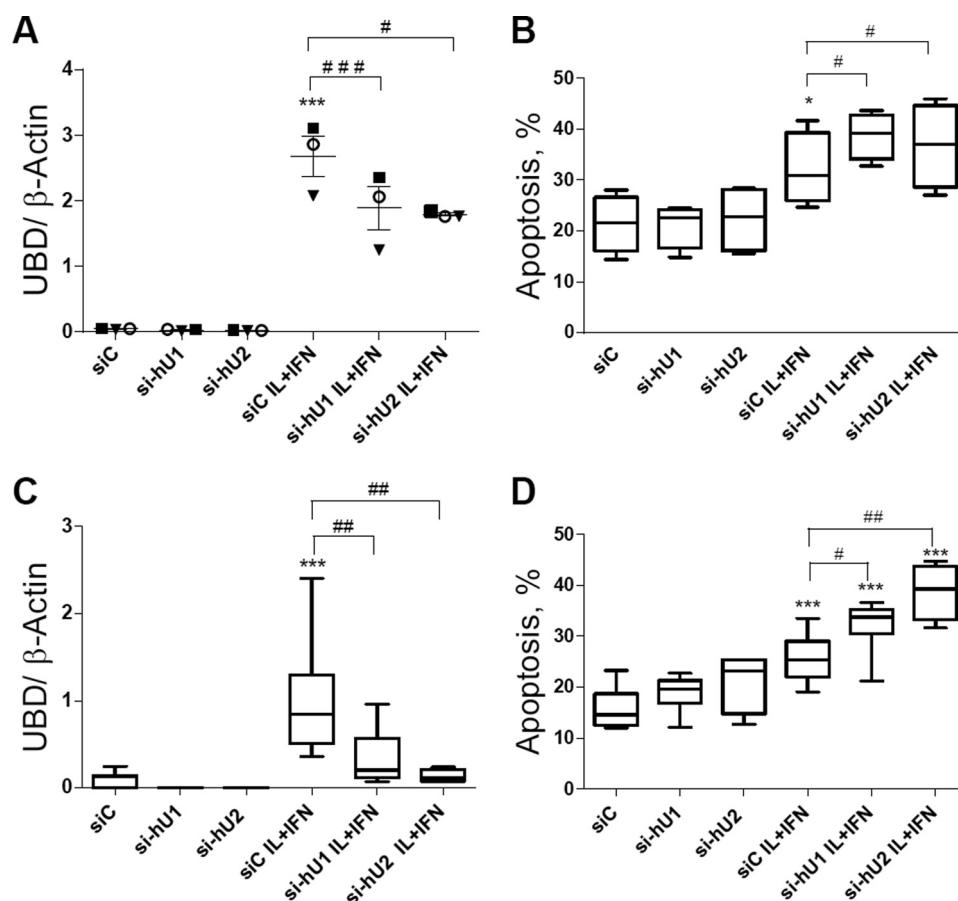 A
#
# # #
***
UBD/ β-Actin
4
3
2
1
0
siC
si-hU1
si-hU2
siC IL+IFN
si-hU1 IL+IFN
si-hU2 IL+IFN
B
#
#
*
Apoptosis, %
50
40
30
20
10
0
siC
si-hU1
si-hU2
siC IL+IFN
si-hU1 IL+IFN
si-hU2 IL+IFN
C
##
##
***
UBD/ β-Actin
3
2
1
0
siC
si-hU1
si-hU2
siC IL+IFN
si-hU1 IL+IFN
si-hU2 IL+IFN
D
##
#
***
***
***
Apoptosis, %
50
40
30
20
10
0
siC
si-hU1
si-hU2
siC IL+IFN
si-hU1 IL+IFN
si-hU2 IL+IFN